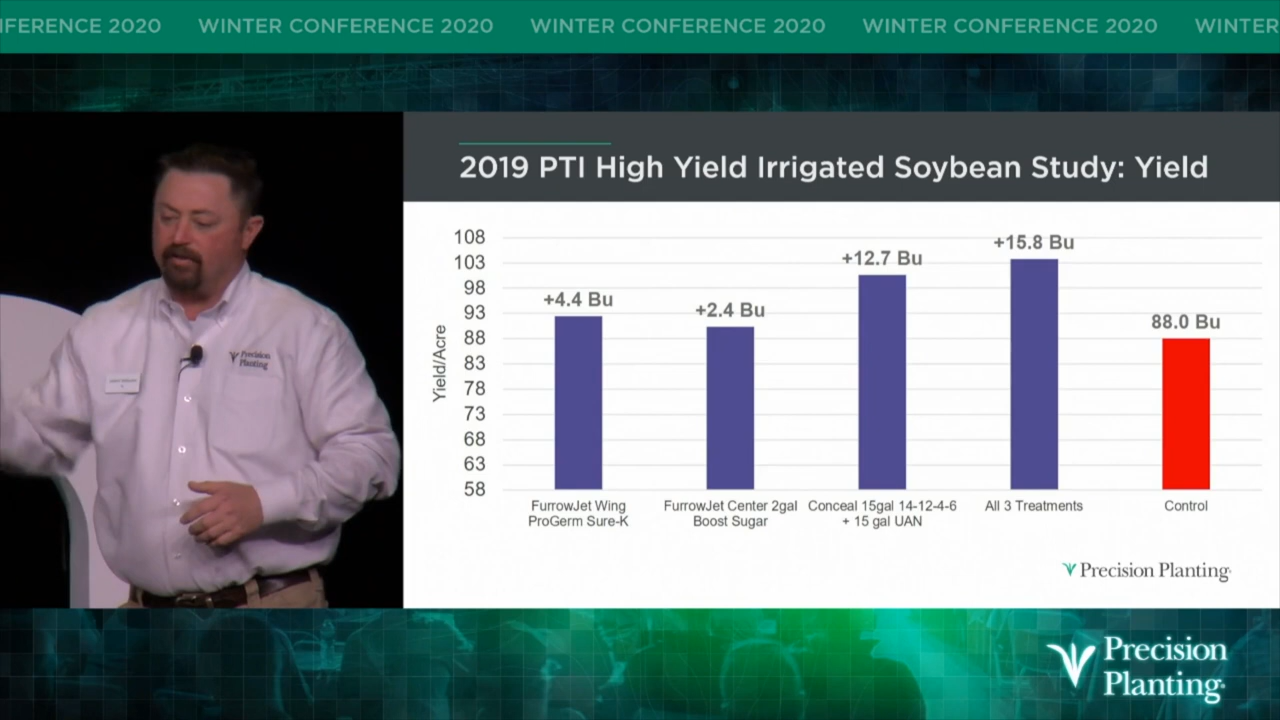 FERENCE 2020 WINTER CONFERENCE 2020 WINTER CONFERENCE 2020 WINTER CONFERENCE 2020 WINTER
2019 PTI High Yield Irrigated Soybean Study: Yield
Yield/Acre
108
103
98
93
88
83
78
73
68
63
58
+4.4 Bu
+2.4 Bu
+12.7 Bu
+15.8 Bu
88.0 Bu
FurrowJet Wing
ProGerm Sure-K
FurrowJet Center 2gal
Boost Sugar
Conceal 15gal 14-12-4-6
+ 15 gal UAN
All 3 Treatments
Control
Precision Planting
Precision
Planting
Precision
Planting